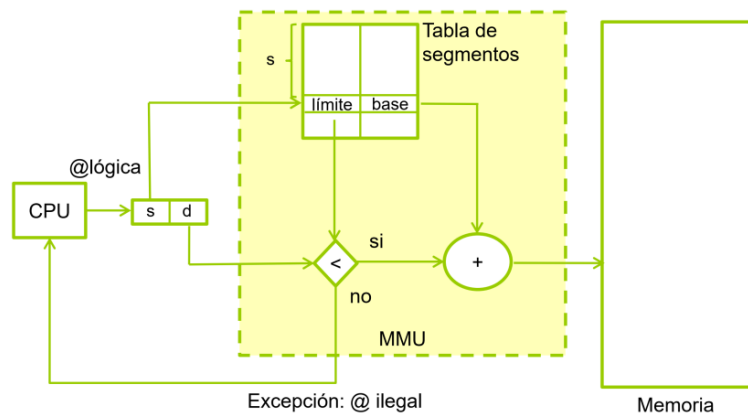 Tabla de
segmentos
s
límite base
@lógica
CPU
s d
si
<
+
no
MMU
Excepción: @ ilegal
Memoria